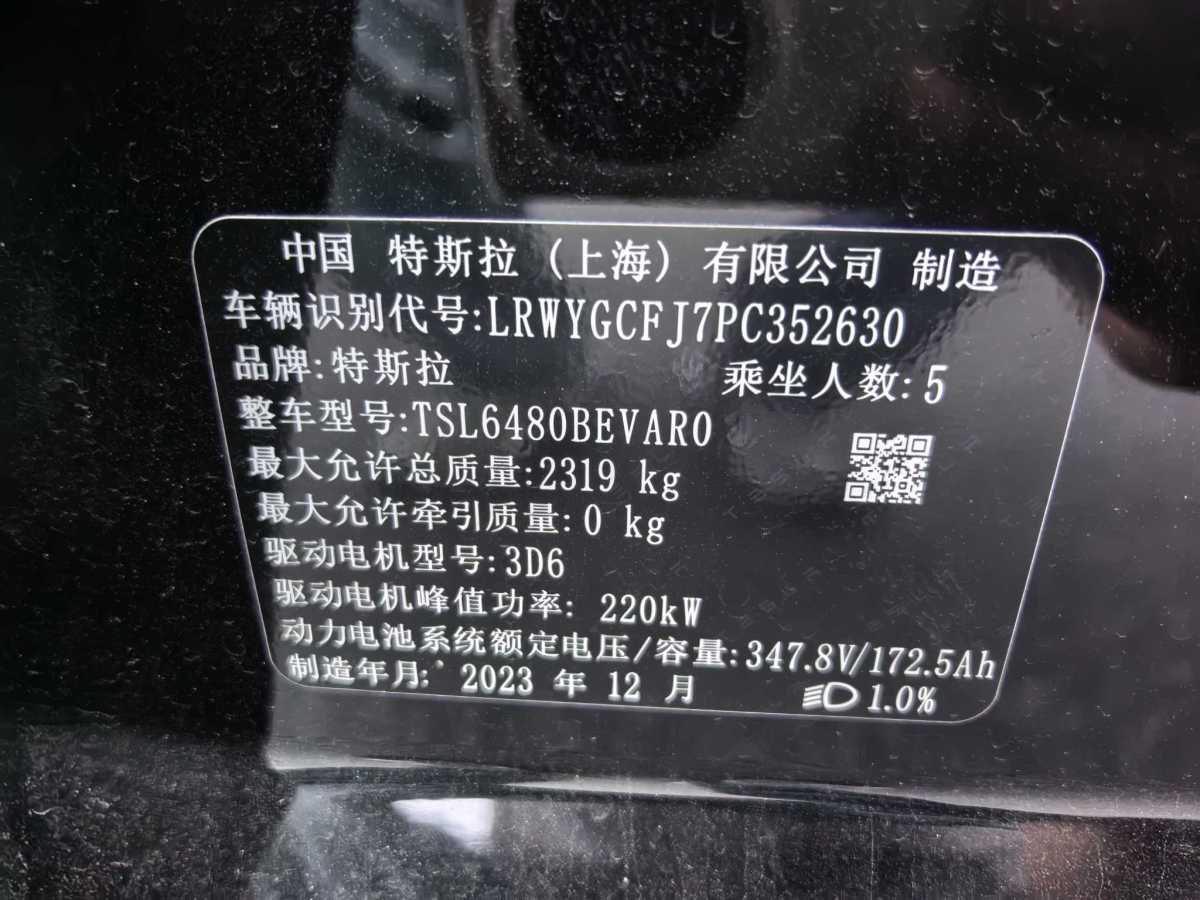 中国 特斯拉 (上海) 有限公司 制造
车辆识别代号:LRWYGCFJ7PC352630
品牌:特斯拉 乘坐人数:5
整车型号:TSL6480BEVAR0
最大允许总质量:2319 kg
最大允许牵引质量:0 kg
驱动电机型号:3D6
驱动电机峰值功率: 220kW
动力电池系统额定电压/容量:347.8V/172.5Ah
制造年月: 2023 年 12 月 1.0%